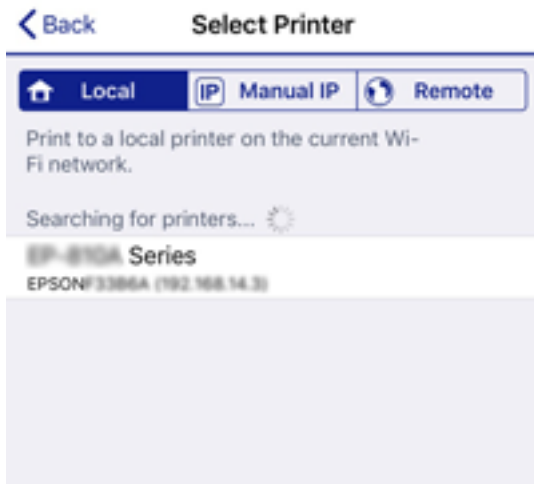 Back
Select Printer
Local
IP
Manual IP
Remote
Print to a local printer on the current Wi-
Fi network.
Searching for printers...
Series
EPSON